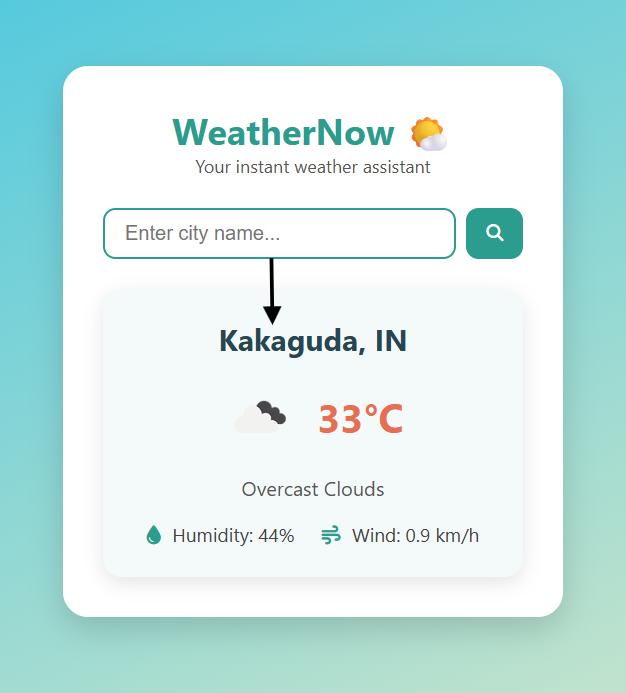 WeatherNow
Your instant weather assistant
Enter city name...
Kakaguda, IN
33°C
Overcast Clouds
Humidity: 44% Wind: 0.9 km/h